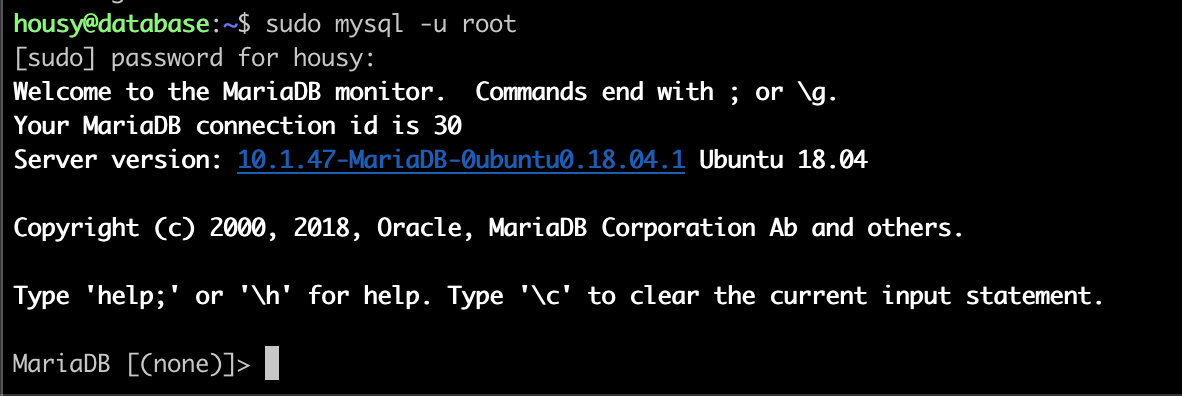 housy@database:~$ sudo mysql -u root
[sudo] password for housy:
Welcome to the MariaDB monitor.  Commands end with ; or \g.
Your MariaDB connection id is 30
Server version: 10.1.47-MariaDB-0ubuntu0.18.04.1 Ubuntu 18.04
Copyright (c) 2000, 2018, Oracle, MariaDB Corporation Ab and others.
Type 'help;' or '\h' for help. Type '\c' to clear the current input statement.
MariaDB [(none)]>